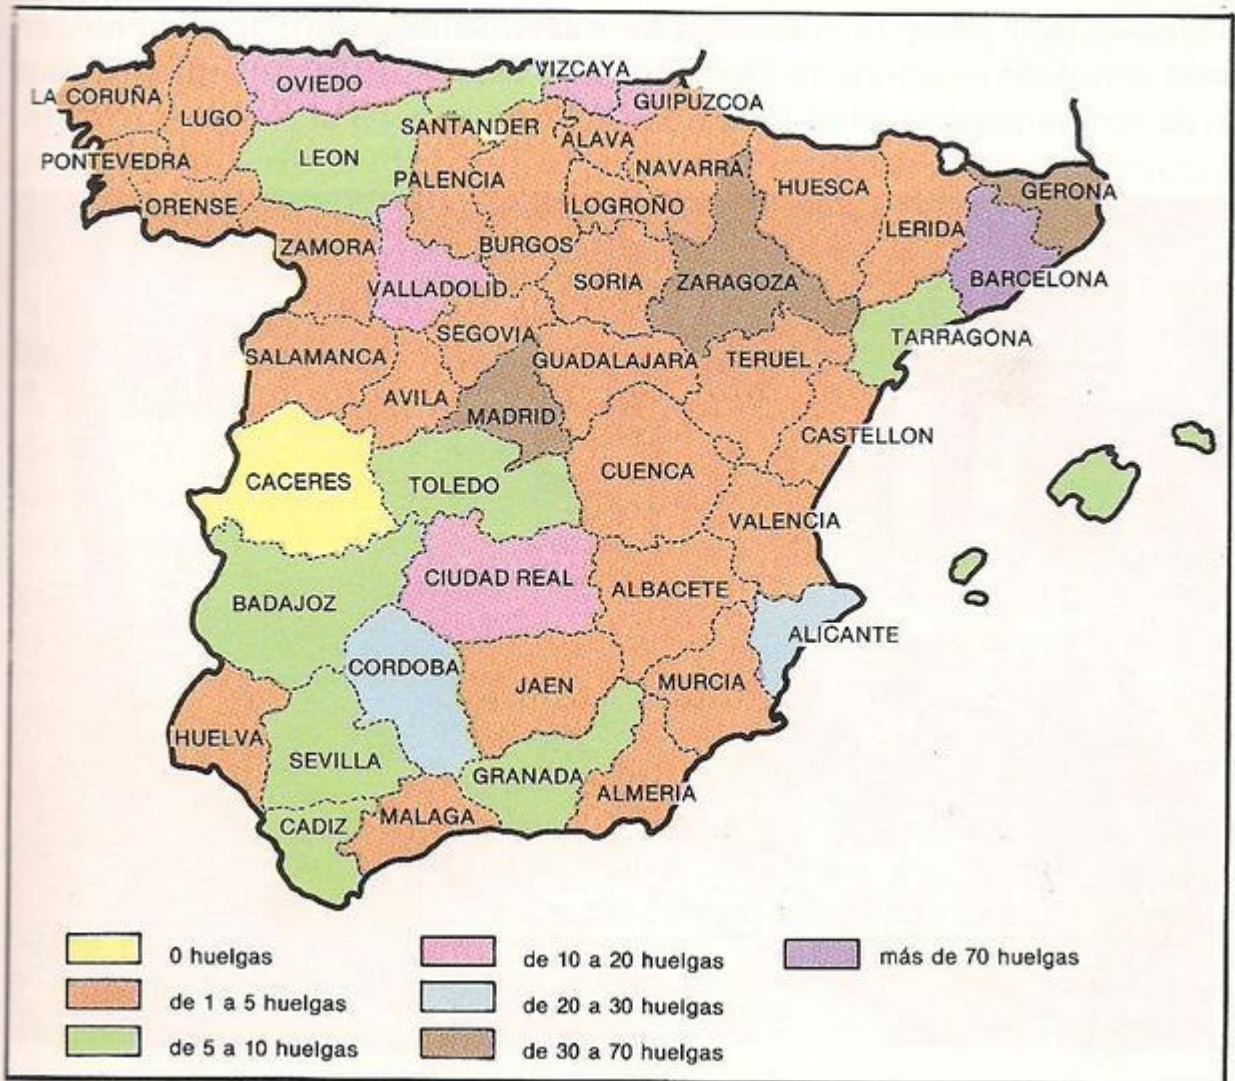 OVIEDO
VIZCAYA
LA CORUÑA
LUGO
GUIPUZCOA
SANTANDER
ALAVA
PONTEVEDRA
LEON
PALENCIA
NAVARRA
HUESCA
GERONA
ORENSE
LOGROÑO
LERIDA
ZAMORA
BURGOS
VALLADOLID
SORIA
ZARAGOZA
BARCELONA
SEGOVIA
TARRAGONA
SALAMANCA
GUADALAJARA
TERUEL
AVILA
MADRID
CASTELLON
CACERES
TOLEDO
CUENCA
VALENCIA
BADAJOZ
CIUDAD REAL
ALBACETE
ALICANTE
CORDOBA
JAEN
MURCIA
HUELVA
SEVILLA
GRANADA
ALMERIA
CADIZ
MALAGA
0 huelgas
de 1 a 5 huelgas
de 5 a 10 huelgas
de 10 a 20 huelgas
de 20 a 30 huelgas
de 30 a 70 huelgas
más de 70 huelgas